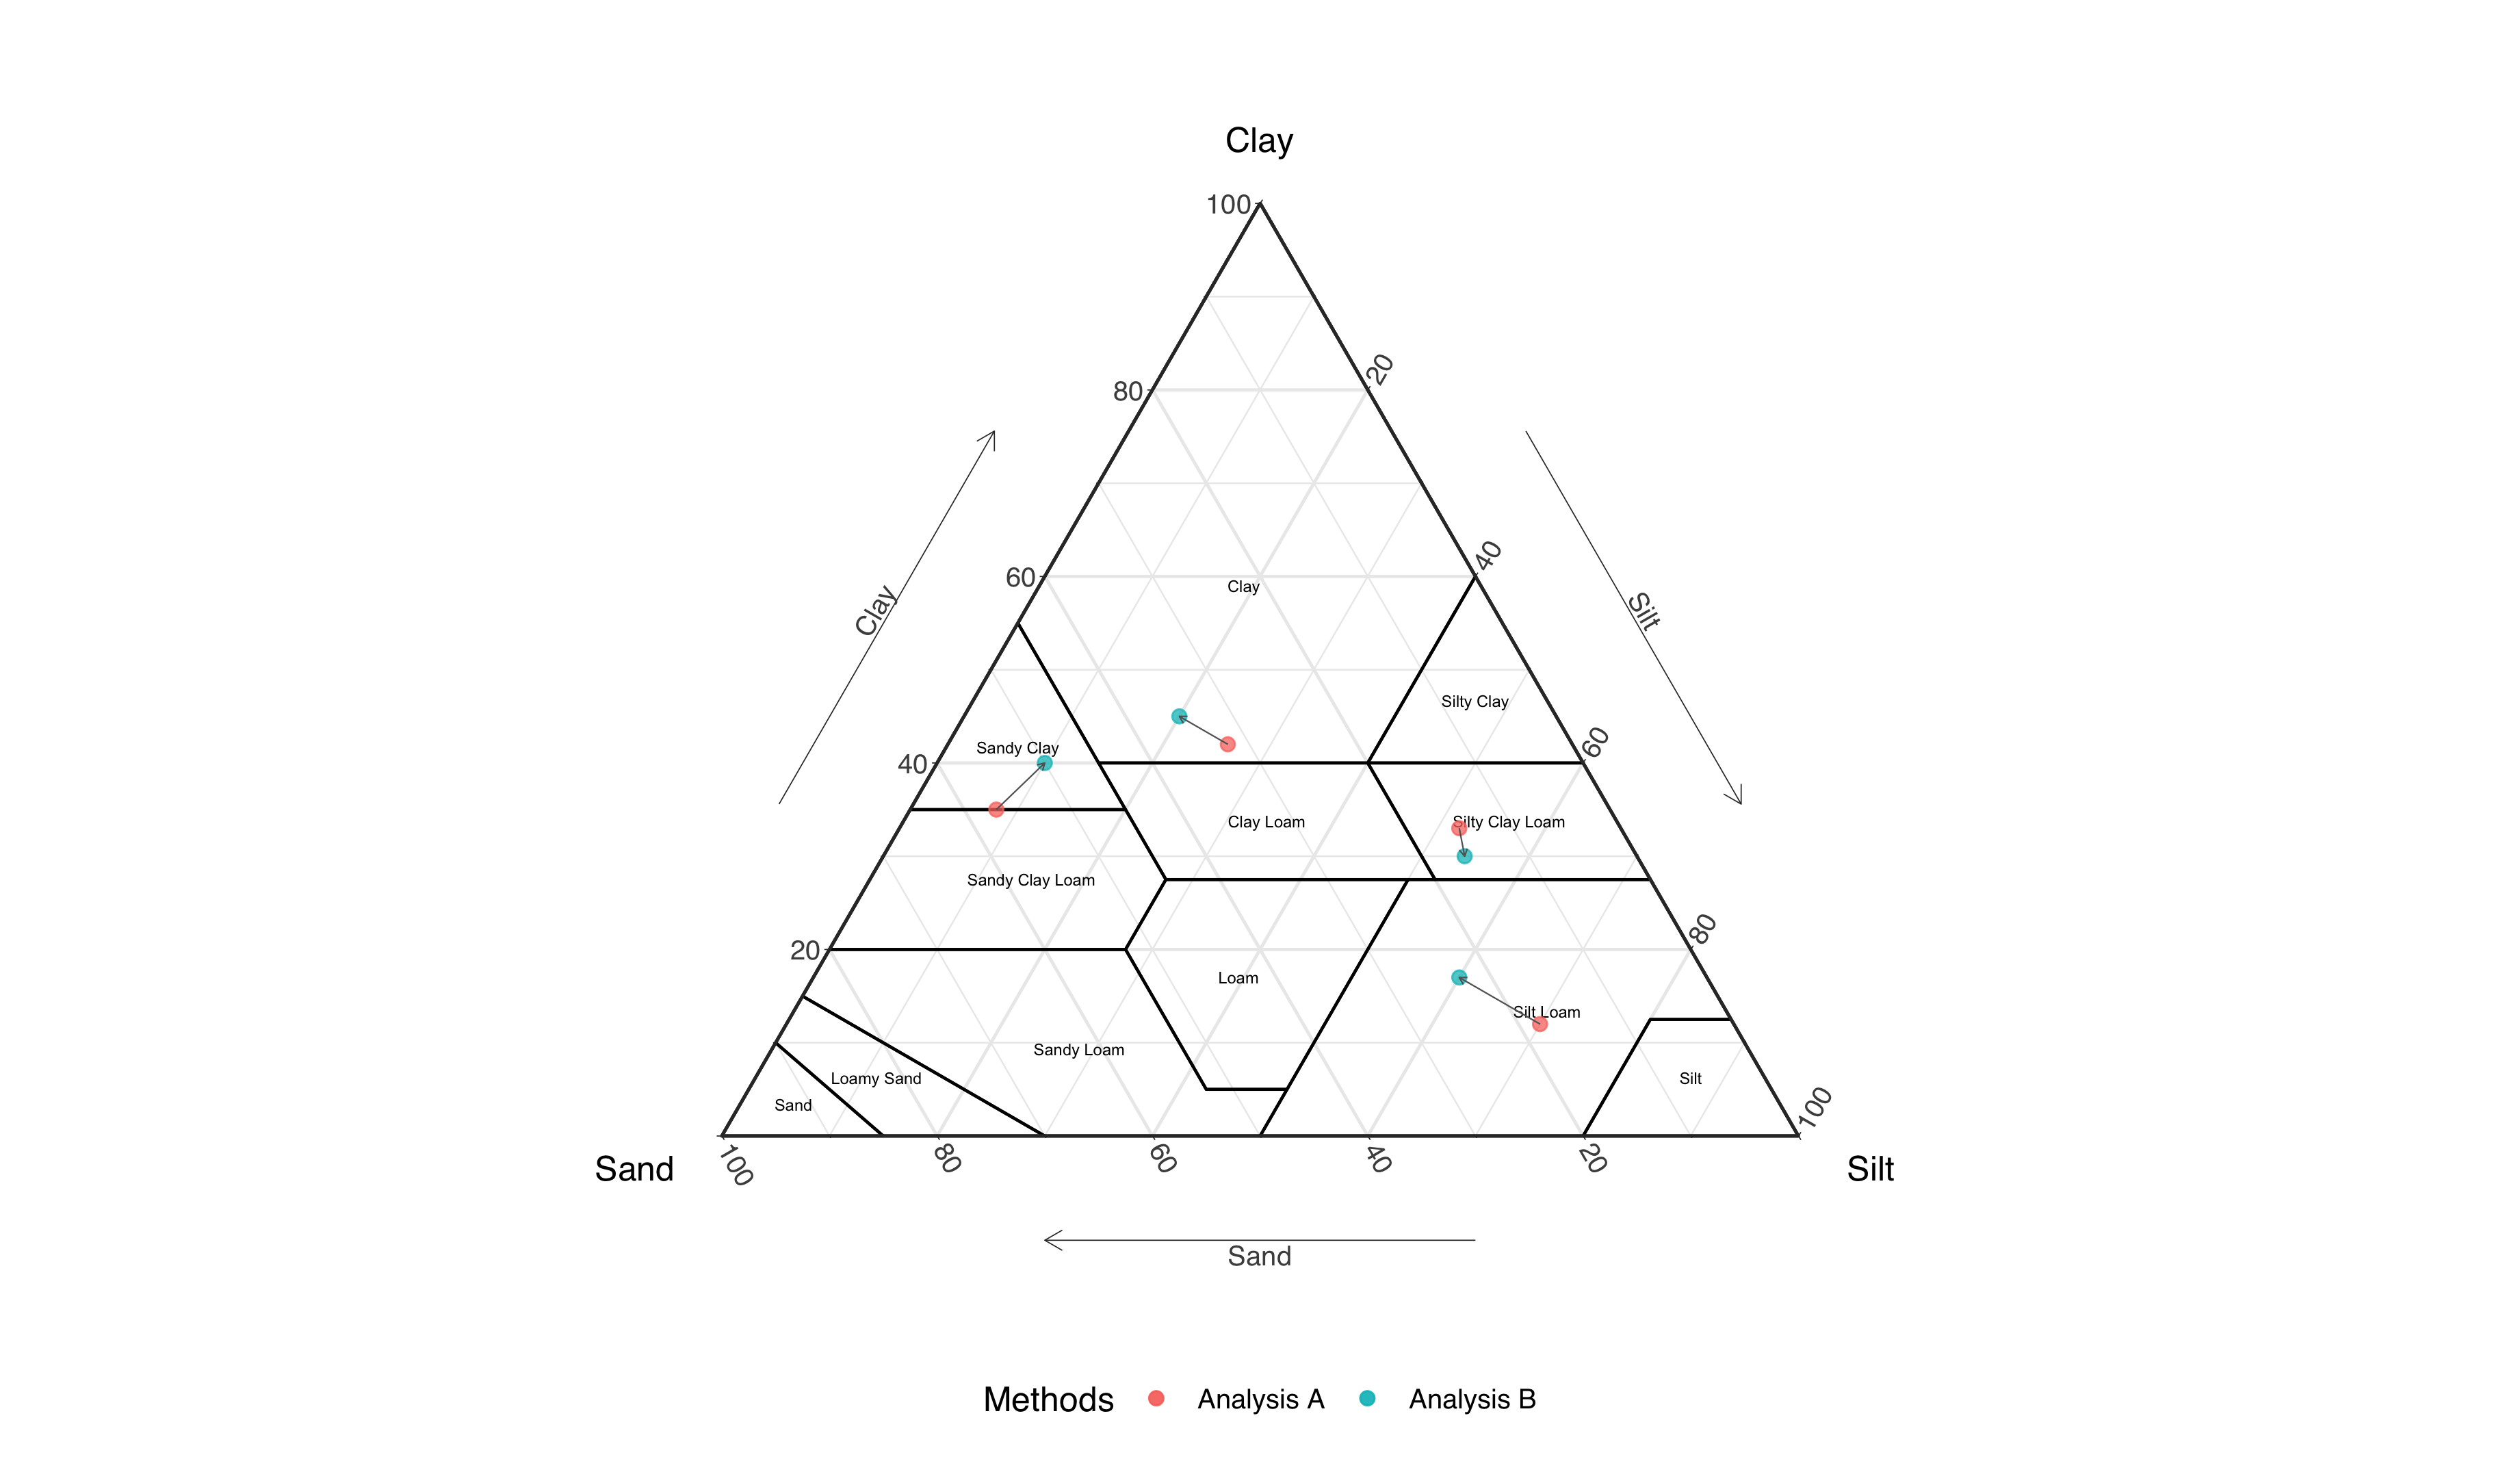 Clay
100
80
20
60
40
Clay
Silt
Clay
Silty Clay
Sandy Clay
40
60
Clay Loam
Silty Clay Loam
Sandy Clay Loam
20
80
Loam
Silt Loam
Sandy Loam
Loamy Sand
Silt
Sand
100
Sand
100
80
60
40
20
Silt
Sand
Methods Analysis A Analysis B